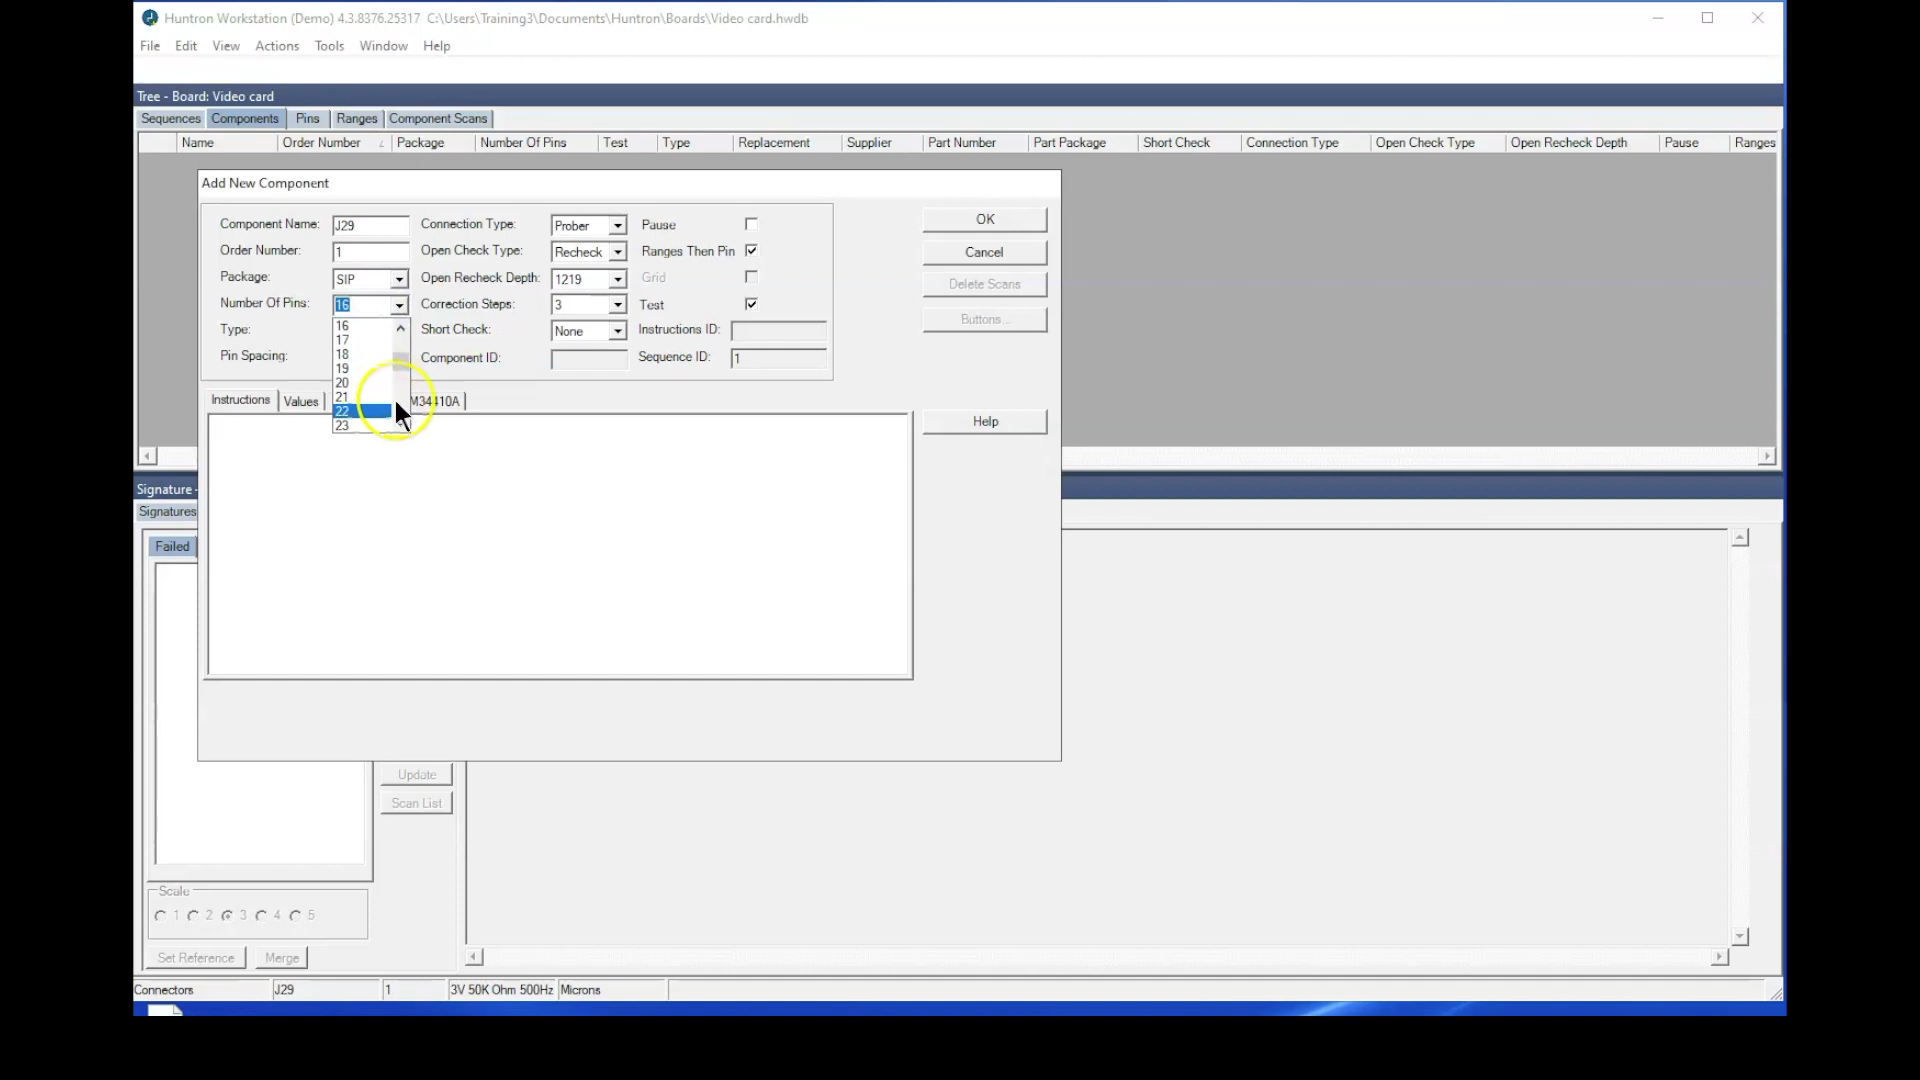 Huntron Workstation (Demo) 4.3.8376.25317 C:\Users\Training3\Documents\Huntron\Boards\Video card.hwdb
File Edit View Actions Tools Window Help
Tree - Board: Video card
Sequences Components Pins Ranges Component Scans
Name Order Number Package Number Of Pins Test Type Replacement Supplier Part Number Part Package Short Check Connection Type Open Check Type Open Recheck Depth Pause Ranges
Add New Component
Component Name: J29 Connection Type: Prober Pause OK
Order Number: 1 Open Check Type: Recheck Ranges Then Pin Cancel
Package: SIP Open Recheck Depth: 1219 Grid Delete Scans
Number Of Pins: 16 Correction Steps: 3 Test Buttons...
Type: Short Check: None Instructions ID:
Pin Spacing: Component ID: Sequence ID: 1
16
17
18
19
20
21
22
23
Instructions Values M34410A
Help
Signature -
Signatures
Failed
Update
Scan List
Scale
1 2 3 4 5
Set Reference Merge
Connectors J29 1 3V 50K Ohm 500Hz Microns